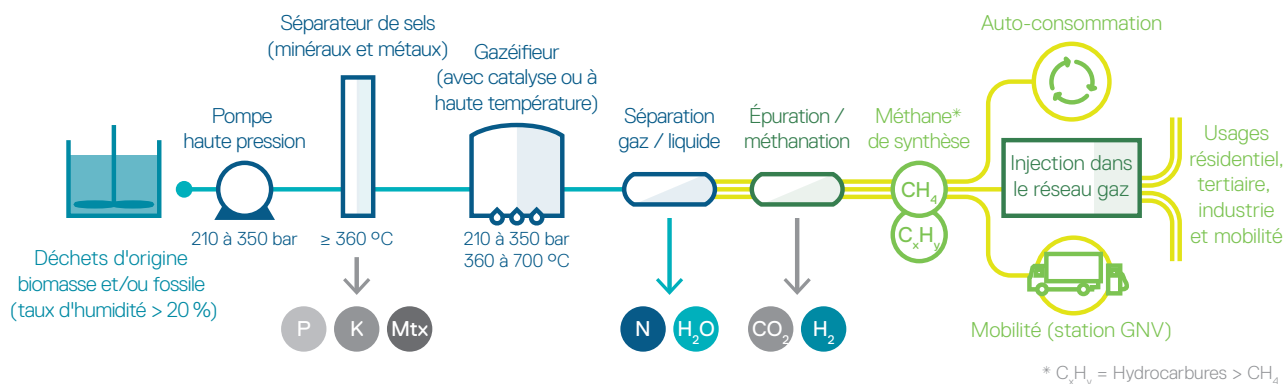 Séparateur de sels
(minéraux et métaux)
Gazéifieur
(avec catalyse ou à
haute température)
Pompe
haute pression
Séparation
gaz / liquide
Épuration /
méthanation
Méthane*
de synthèse
Auto-consommation
CH4
CxHy
Injection dans
le réseau gaz
Usages
résidentiel,
tertiaire,
industrie
et mobilité
210 à 350 bar
≥ 360 ºC
210 à 350 bar
360 à 700 ºC
Déchets d'origine
biomasse et/ou fossile
(taux d'humidité > 20 %)
P
K
Mtx
N
H2O
CO2
H2
Mobilité (station GNV)
* CxHy = Hydrocarbures > CH4